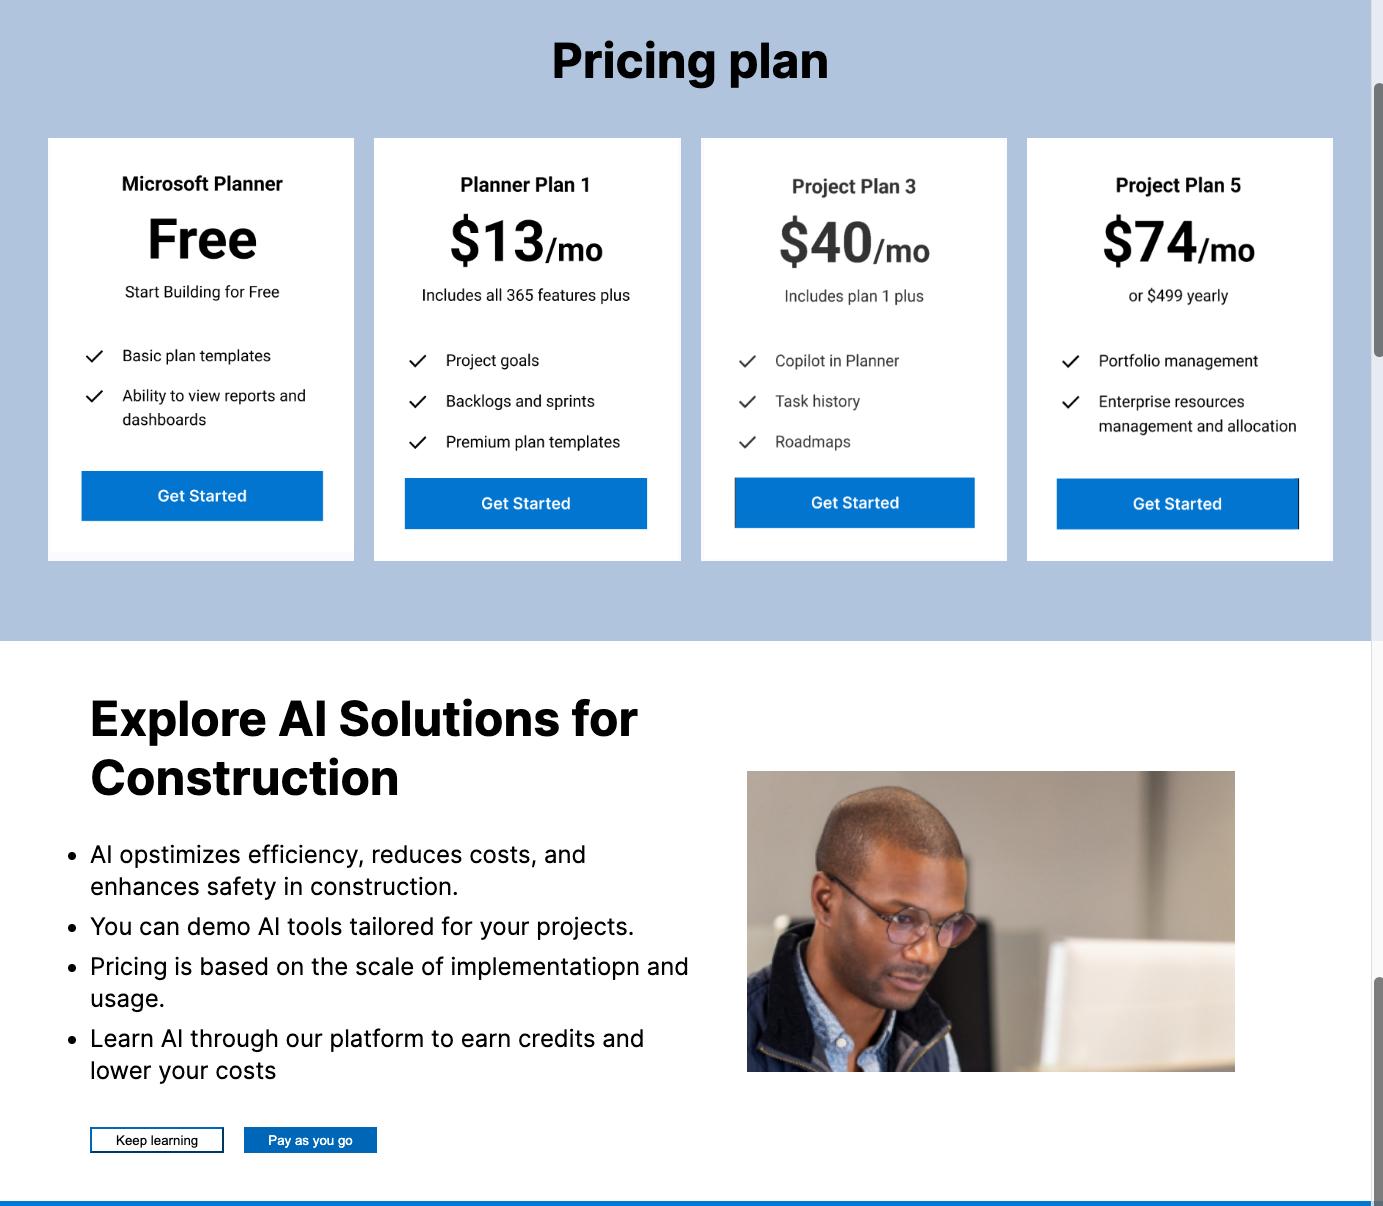 Pricing plan
Microsoft Planner
Free
Start Building for Free
Basic plan templates
Ability to view reports and
dashboards
Get Started
Planner Plan 1
$13/mo
Includes all 365 features plus
Project goals
Backlogs and sprints
Premium plan templates
Get Started
Project Plan 3
$40/mo
Includes plan 1 plus
Copilot in Planner
Task history
Roadmaps
Get Started
Project Plan 5
$74/mo
or $499 yearly
Portfolio management
Enterprise resources
management and allocation
Get Started
Explore AI Solutions for
Construction
AI opstimizes efficiency, reduces costs, and
enhances safety in construction.
You can demo AI tools tailored for your projects.
Pricing is based on the scale of implementatiopn and
usage.
Learn AI through our platform to earn credits and
lower your costs
Keep learning
Pay as you go